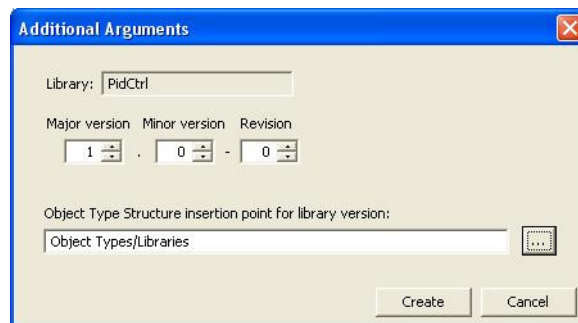 Additional Arguments
Library: PidCtrl
Major version Minor version Revision
1 . 0 - 0
Object Type Structure insertion point for library version:
Object Types/Libraries ...
Create Cancel